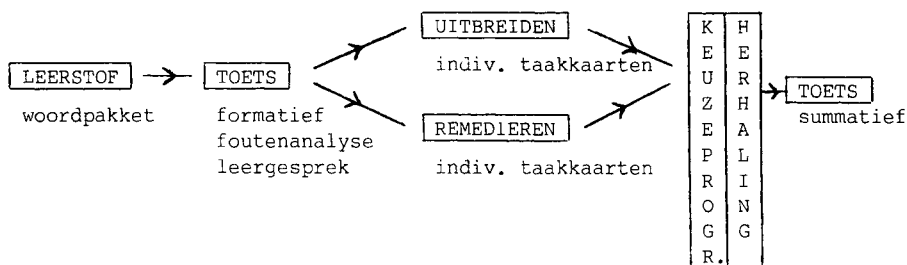 LEERSTOF
woordpakket
TOETS
formatief
foutenanalyse
leergesprek
UITBREIDEN
indiv. taakkaarten
REMEDIEREN
indiv. taakkaarten
KEUZEPROGR.
HERHALING
TOETS
summatief